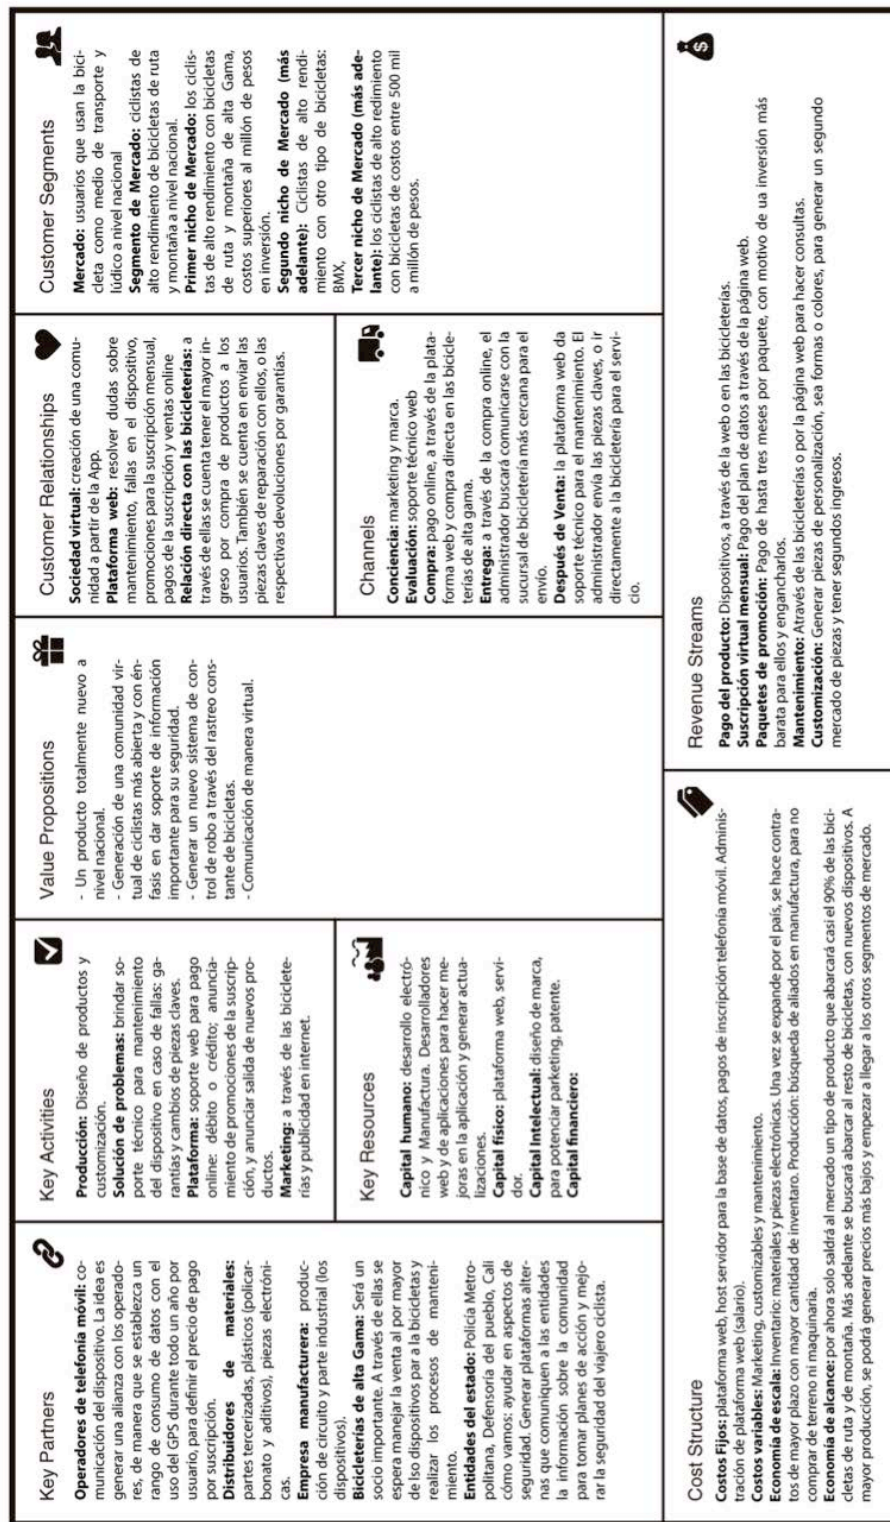 Key Partners
Operadores de telefonía móvil: co-
municación del dispositivo. La idea es
generar una alianza con los operado-
res, de manera que se establezca un
rango de consumo de datos con el
uso del GPS durante todo un año por
usuario, para definir el precio de pago
por suscripción.
Distribuidores de materiales:
partes tercerizadas, plásticos (policar-
bonato y aditivos), piezas electróni-
cas.
Empresa manufacturera: produc-
ción de circuito y parte industrial (los
dispositivos).
Bicicleterías de alta Gama: Será un
socio importante. A través de ellas se
espera manejar la venta al por mayor
de lso dispositivos par a la bicicletas y
realizar los procesos de manteni-
miento.
Entidades del estado: Policía Metro-
politana, Defensoría del pueblo, Cali
cómo vamos: ayudar en aspectos de
seguridad. Generar plataformas alter-
nas que comuniquen a las entidades
la información sobre la comunidad
para tomar planes de acción y mejo-
rar la seguridad del viajero ciclista.
Key Activities
Producción: Diseño de productos y
customización.
Solución de problemas: brindar so-
porte técnico para mantenimiento
del dispositivo en caso de fallas: ga-
rantías y cambios de piezas claves.
Plataforma: soporte web para pago
online: débito o crédito; anuncia-
miento de promociones de la suscrip-
ción, y anunciar salida de nuevos pro-
ductos.
Marketing: a través de las biciclete-
rías y publicidad en internet.
Key Resources
Capital humano: desarrollo electró-
nico y Manufactura. Desarrolladores
web y de aplicaciones para hacer me-
joras en la aplicación y generar actua-
lizaciones.
Capital físico: plataforma web, servi-
dor.
Capital Intelectual: diseño de marca,
para potenciar parketing, patente.
Capital financiero:
Value Propositions
- Un producto totalmente nuevo a
nivel nacional.
- Generación de una comunidad vir-
tual de ciclistas más abierta y con én-
fasis en dar soporte de información
importante para su seguridad.
- Generar un nuevo sistema de con-
trol de robo a través del rastreo cons-
tante de bicicletas.
- Comunicación de manera virtual.
Customer Relationships
Sociedad virtual: creación de una comu-
nidad a partir de la App.
Plataforma web: resolver dudas sobre
mantenimiento, fallas en el dispositivo,
promociones para la suscripción mensual,
pagos de la suscripción y ventas online
Relación directa con las bicicleterías: a
través de ellas se cuenta tener el mayor in-
greso por compra de productos a los
usuarios. También se cuenta en enviar las
piezas claves de reparación con ellos, o las
respectivas devoluciones por garantías.
Channels
Conciencia: marketing y marca.
Evaluación: soporte técnico web
Compra: pago online, a través de la plata-
forma web y compra directa en las bicicle-
terías de alta gama.
Entrega: a través de la compra online, el
administrador buscará comunicarse con la
sucursal de bicicletería más cercana para el
envío.
Después de Venta: la plataforma web da
soporte técnico para el mantenimiento. El
administrador envía las piezas claves, o ir
directamente a la bicicletería para el servi-
cio.
Customer Segments
Mercado: usuarios que usan la bici-
cleta como medio de transporte y
lúdico a nivel nacional
Segmento de Mercado: ciclistas de
alto rendimiento de bicicletas de ruta
y montaña a nivel nacional.
Primer nicho de Mercado: los ciclis-
tas de alto rendimiento con bicicletas
de ruta y montaña de alta Gama,
costos superiores al millón de pesos
en inversión.
Segundo nicho de Mercado (más
adelante): Ciclistas de alto rendi-
miento con otro tipo de bicicletas:
BMX,
Tercer nicho de Mercado (más ade-
lante): los ciclistas de alto redimiento
con bicicletas de costos entre 500 mil
a millón de pesos.
Cost Structure
Costos Fijos: plataforma web, host servidor para la base de datos, pagos de inscripción telefonía móvil. Adminis-
tración de plataforma web (salario).
Costos variables: Marketing, customizables y mantenimiento.
Economía de escala: Inventario: materiales y piezas electrónicas. Una vez se expande por el país, se hace contra-
tos de mayor plazo con mayor cantidad de inventaro. Producción: búsqueda de aliados en manufactura, para no
comprar de terreno ni maquinaria.
Economía de alcance: por ahora solo saldrá al mercado un tipo de producto que abarcará casi el 90% de las bici-
cletas de ruta y de montaña. Más adelante se buscará abarcar al resto de bicicletas, con nuevos dispositivos. A
mayor producción, se podrá generar precios más bajos y empezar a llegar a los otros segmentos de mercado.
Revenue Streams
Pago del producto: Dispositivos, a través de la web o en las bicicleterías.
Suscripción virtual mensual: Pago del plan de datos a través de la página web.
Paquetes de promoción: Pago de hasta tres meses por paquete, con motivo de ua inversión más
barata para ellos y engancharlos.
Mantenimiento: Através de las bicicleterías o por la página web para hacer consultas.
Customización: Generar piezas de personalización, sea formas o colores, para generar un segundo
mercado de piezas y tener segundos ingresos.